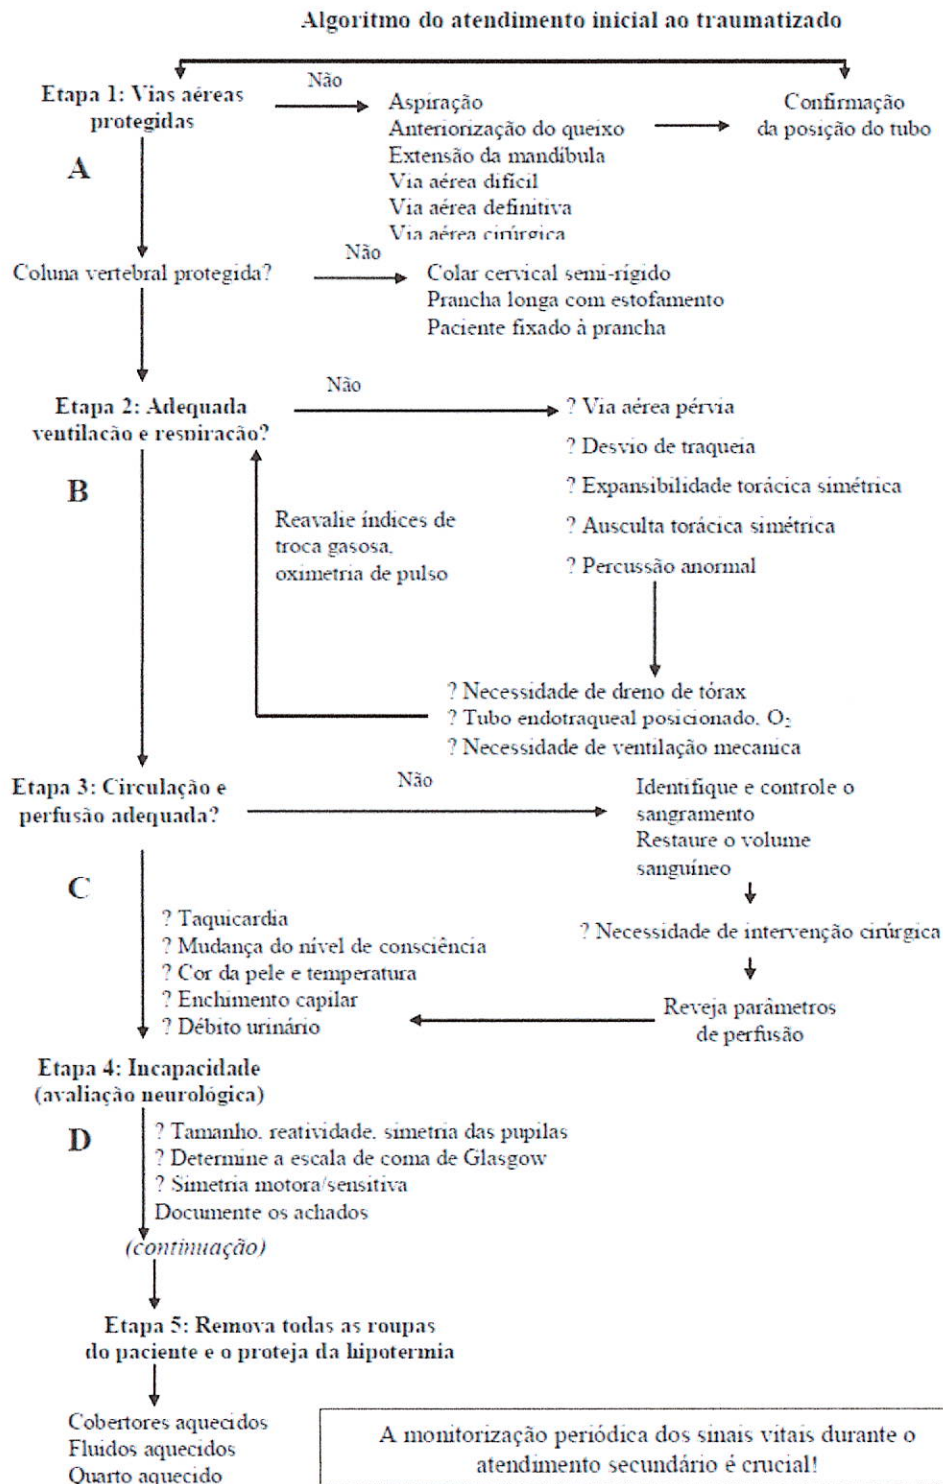 Algoritmo do atendimento inicial ao traumatizado
Não
Etapa 1: Vias aéreas
protegidas
Aspiração
Anteriorização do queixo
Extensão da mandíbula
Via aérea difícil
Via aérea definitiva
Via aérea cirúrgica
Confirmação
da posição do tubo
A
Não
Coluna vertebral protegida?
Colar cervical semi-rígido
Prancha longa com estofamento
Paciente fixado à prancha
Não
Etapa 2: Adequada
ventilação e respiração?
? Via aérea pérvia
? Desvio de traqueia
? Expansibilidade torácica simétrica
? Ausculta torácica simétrica
? Percussão anormal
B
Reavalie índices de
troca gasosa,
oximetria de pulso
? Necessidade de dreno de tórax
? Tubo endotraqueal posicionado, O₂
? Necessidade de ventilação mecanica
Etapa 3: Circulação e
perfusão adequada?
Não
Identifique e controle o
sangramento
Restaure o volume
sanguíneo
C
? Taquicardia
? Mudança do nível de consciência
? Cor da pele e temperatura
? Enchimento capilar
? Débito urinário
? Necessidade de intervenção cirúrgica
Reveja parâmetros
de perfusão
Etapa 4: Incapacidade
(avaliação neurológica)
D
? Tamanho, reatividade, simetria das pupilas
? Determine a escala de coma de Glasgow
? Simetria motora/sensitiva
Documente os achados
(continuação)
Etapa 5: Remova todas as roupas
do paciente e o proteja da hipotermia
Cobertores aquecidos
Fluidos aquecidos
Quarto aquecido
A monitorização periódica dos sinais vitais durante o
atendimento secundário é crucial!